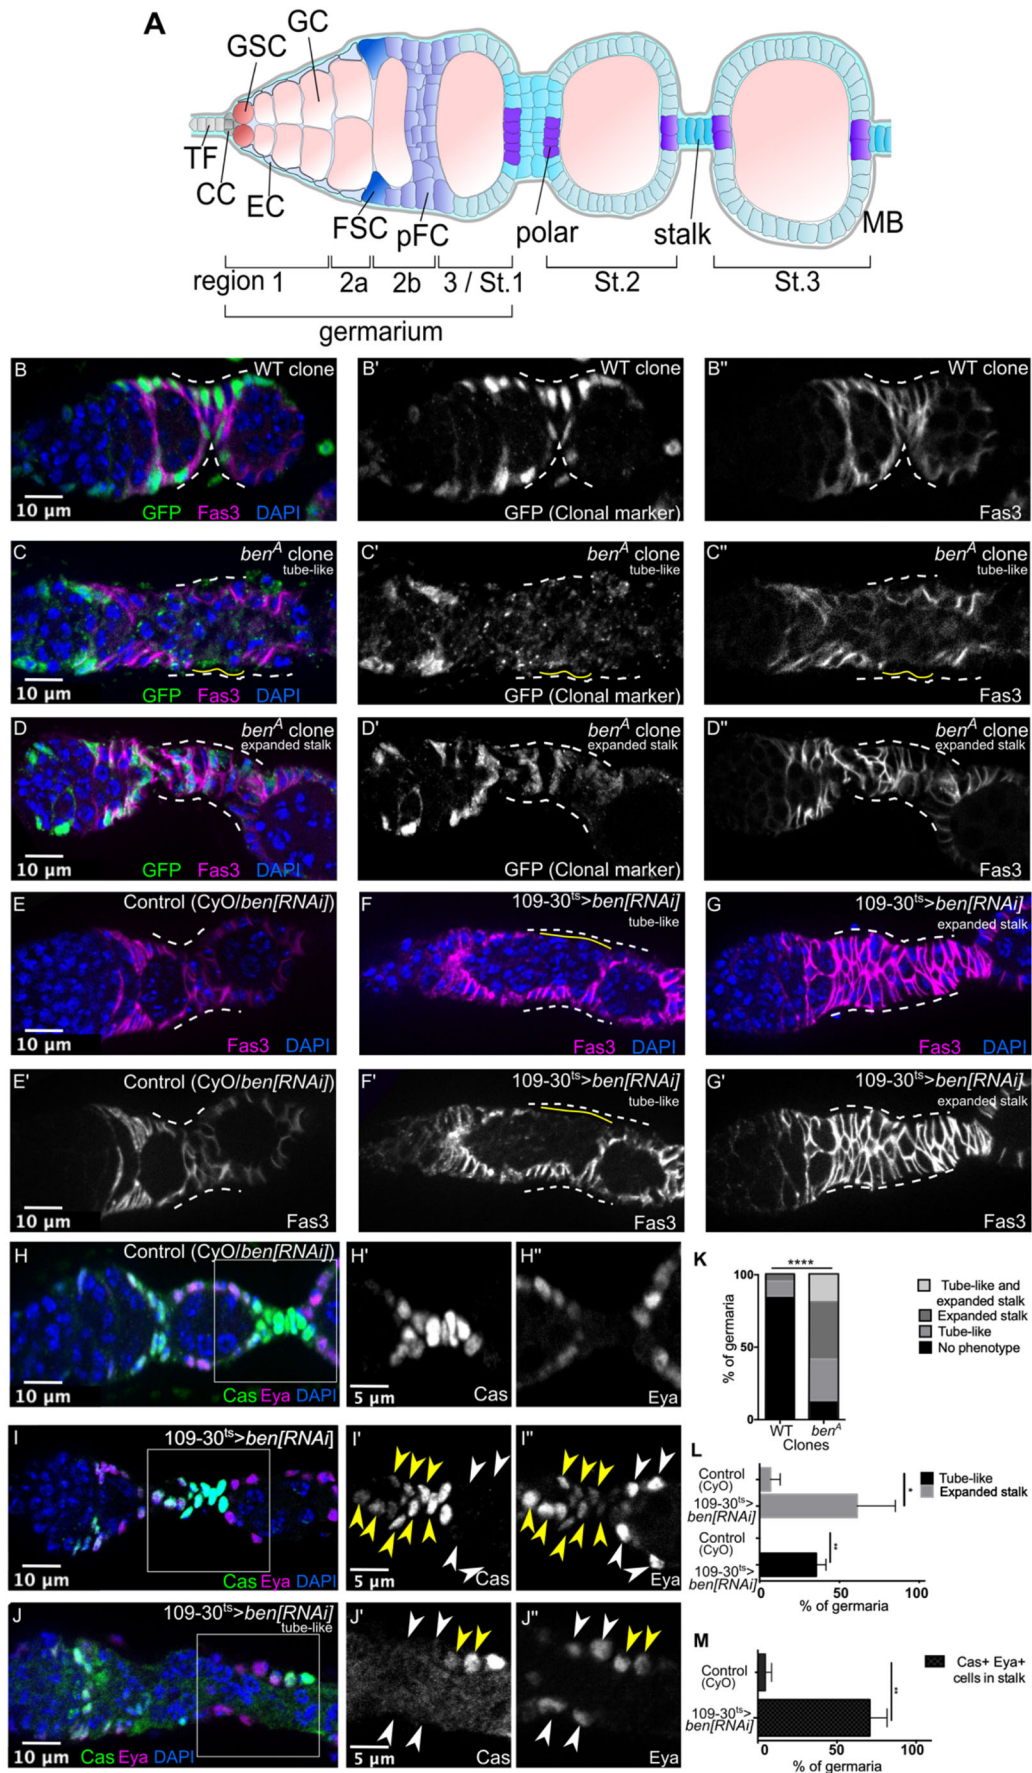 A
GC
GSC
TF
CC
EC
FSC
pFC
polar
stalk
MB
region 1
2a
2b
3 / St.1
St.2
St.3
germarium
B
WT clone
10 µm
GFP Fas3 DAPI
B'
WT clone
GFP (Clonal marker)
B"
WT clone
Fas3
C
benᴬ clone
tube-like
10 µm
GFP Fas3 DAPI
C'
benᴬ clone
tube-like
GFP (Clonal marker)
C"
benᴬ clone
tube-like
Fas3
D
benᴬ clone
expanded stalk
10 µm
GFP Fas3 DAPI
D'
benᴬ clone
expanded stalk
GFP (Clonal marker)
D"
benᴬ clone
expanded stalk
Fas3
E
Control (CyO/ben[RNAi])
10 µm
Fas3 DAPI
F
109-30ᵗˢ>ben[RNAi]
tube-like
Fas3 DAPI
G
109-30ᵗˢ>ben[RNAi]
expanded stalk
Fas3 DAPI
E'
Control (CyO/ben[RNAi])
10 µm
Fas3
F'
109-30ᵗˢ>ben[RNAi]
tube-like
Fas3
G'
109-30ᵗˢ>ben[RNAi]
expanded stalk
Fas3
H
Control (CyO/ben[RNAi])
10 µm
Cas Eya DAPI
H'
5 µm
Cas
H"
Eya
I
109-30ᵗˢ>ben[RNAi]
10 µm
Cas Eya DAPI
I'
5 µm
Cas
I"
Eya
J
109-30ᵗˢ>ben[RNAi]
tube-like
10 µm
Cas Eya DAPI
J'
5 µm
Cas
J"
Eya
K
****
100
50
0
% of germaria
WT
benᴬ
Clones
Tube-like and
expanded stalk
Expanded stalk
Tube-like
No phenotype
L
Control
(CyO)
109-30ᵗˢ>
ben[RNAi]
*
Control
(CyO)
109-30ᵗˢ>
ben[RNAi]
**
Tube-like
Expanded stalk
0
50
100
% of germaria
M
Control
(CyO)
109-30ᵗˢ>
ben[RNAi]
**
Cas+ Eya+
cells in stalk
0
50
100
% of germaria